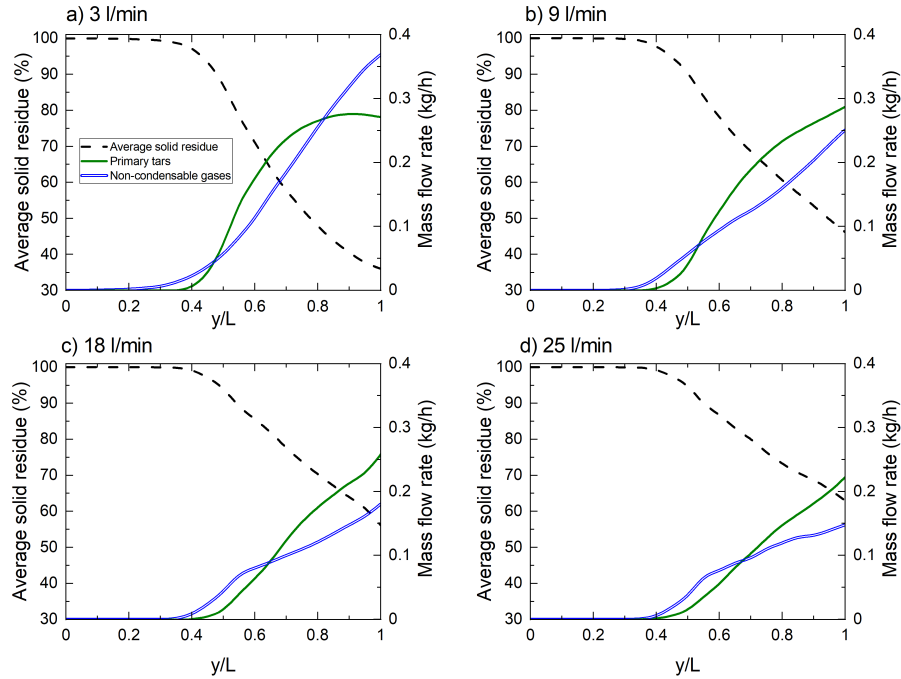 a) 3 l/min
100
90
80
70
60
50
40
30
0.4
0.3
0.2
0.1
0
0 0.2 0.4 0.6 0.8 1
y/L
Average solid residue (%)
Mass flow rate (kg/h)
Average solid residue
Primary tars
Non-condensable gases
b) 9 l/min
100
90
80
70
60
50
40
30
0.4
0.3
0.2
0.1
0
0 0.2 0.4 0.6 0.8 1
y/L
Average solid residue (%)
Mass flow rate (kg/h)
c) 18 l/min
100
90
80
70
60
50
40
30
0.4
0.3
0.2
0.1
0
0 0.2 0.4 0.6 0.8 1
y/L
Average solid residue (%)
Mass flow rate (kg/h)
d) 25 l/min
100
90
80
70
60
50
40
30
0.4
0.3
0.2
0.1
0
0 0.2 0.4 0.6 0.8 1
y/L
Average solid residue (%)
Mass flow rate (kg/h)